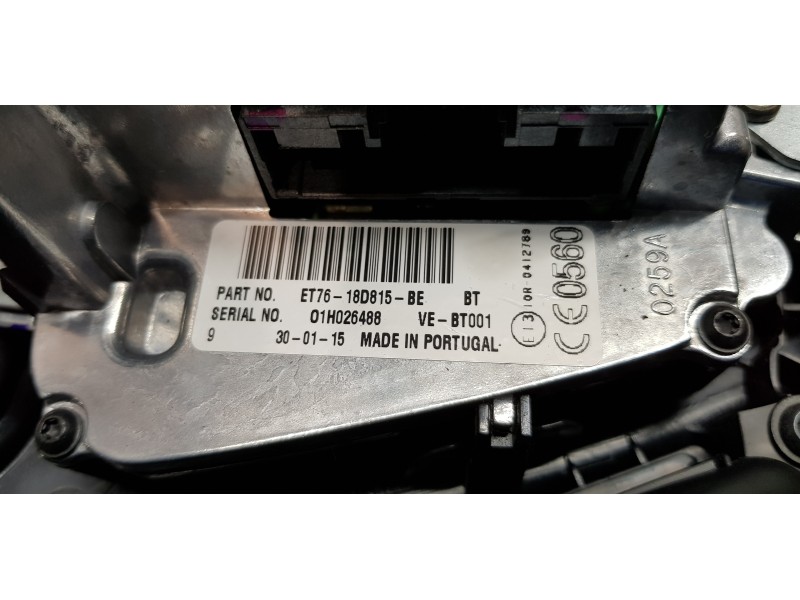 PART NO. ET76-18D815-BE BT
SERIAL NO. 01H026488 VE-BT001
9 30-01-15 MADE IN PORTUGAL
E13 10R 0412789
CE0560
0259A